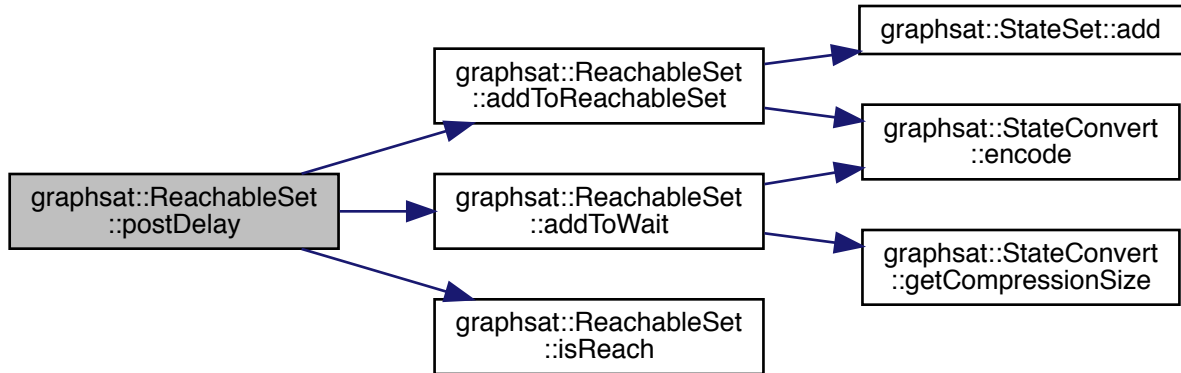 graphsat::ReachableSet
::postDelay
graphsat::ReachableSet
::addToReachableSet
graphsat::ReachableSet
::addToWait
graphsat::ReachableSet
::isReach
graphsat::StateSet::add
graphsat::StateConvert
::encode
graphsat::StateConvert
::getCompressionSize